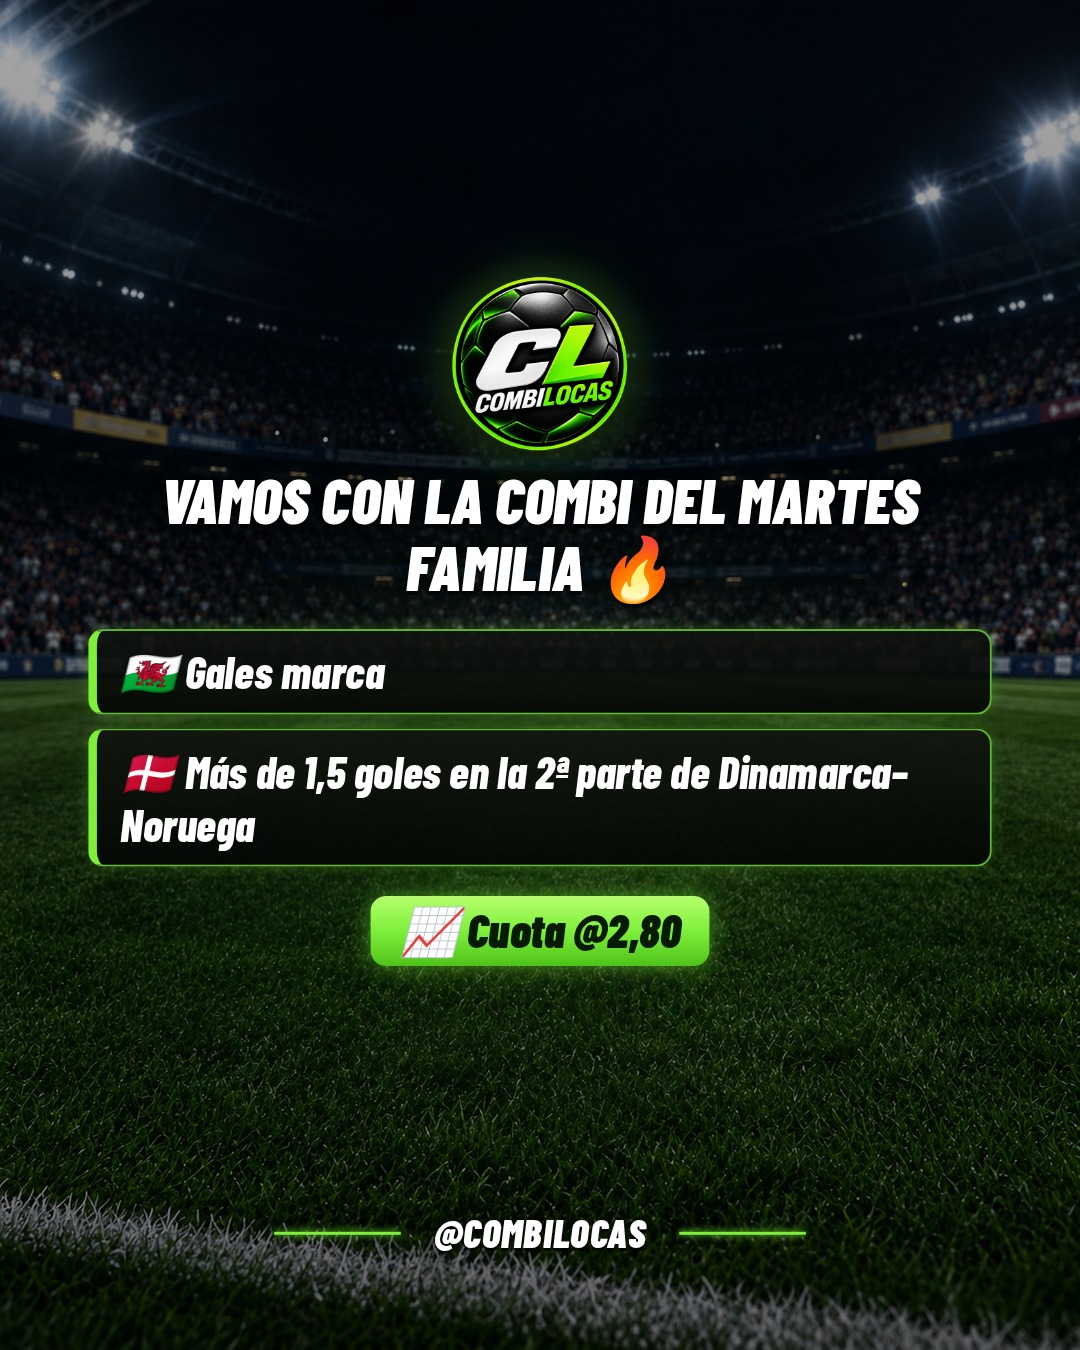 CL
COMBILOCAS
VAMOS CON LA COMBI DEL MARTES
FAMILIA 🔥
🏴󠁧󠁢󠁷󠁬󠁳󠁿 Gales marca
🇩🇰 Más de 1,5 goles en la 2ª parte de Dinamarca-
Noruega
📈 Cuota @2,80
@COMBILOCAS